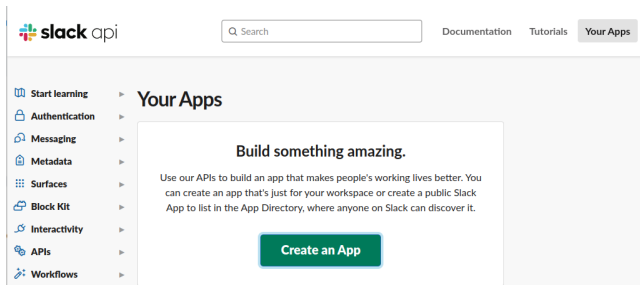 slack api
Search
Documentation
Tutorials
Your Apps
Start learning
Authentication
Messaging
Metadata
Surfaces
Block Kit
Interactivity
APIs
Workflows
Your Apps
Build something amazing.
Use our APIs to build an app that makes people's working lives better. You
can create an app that's just for your workspace or create a public Slack
App to list in the App Directory, where anyone on Slack can discover it.
Create an App